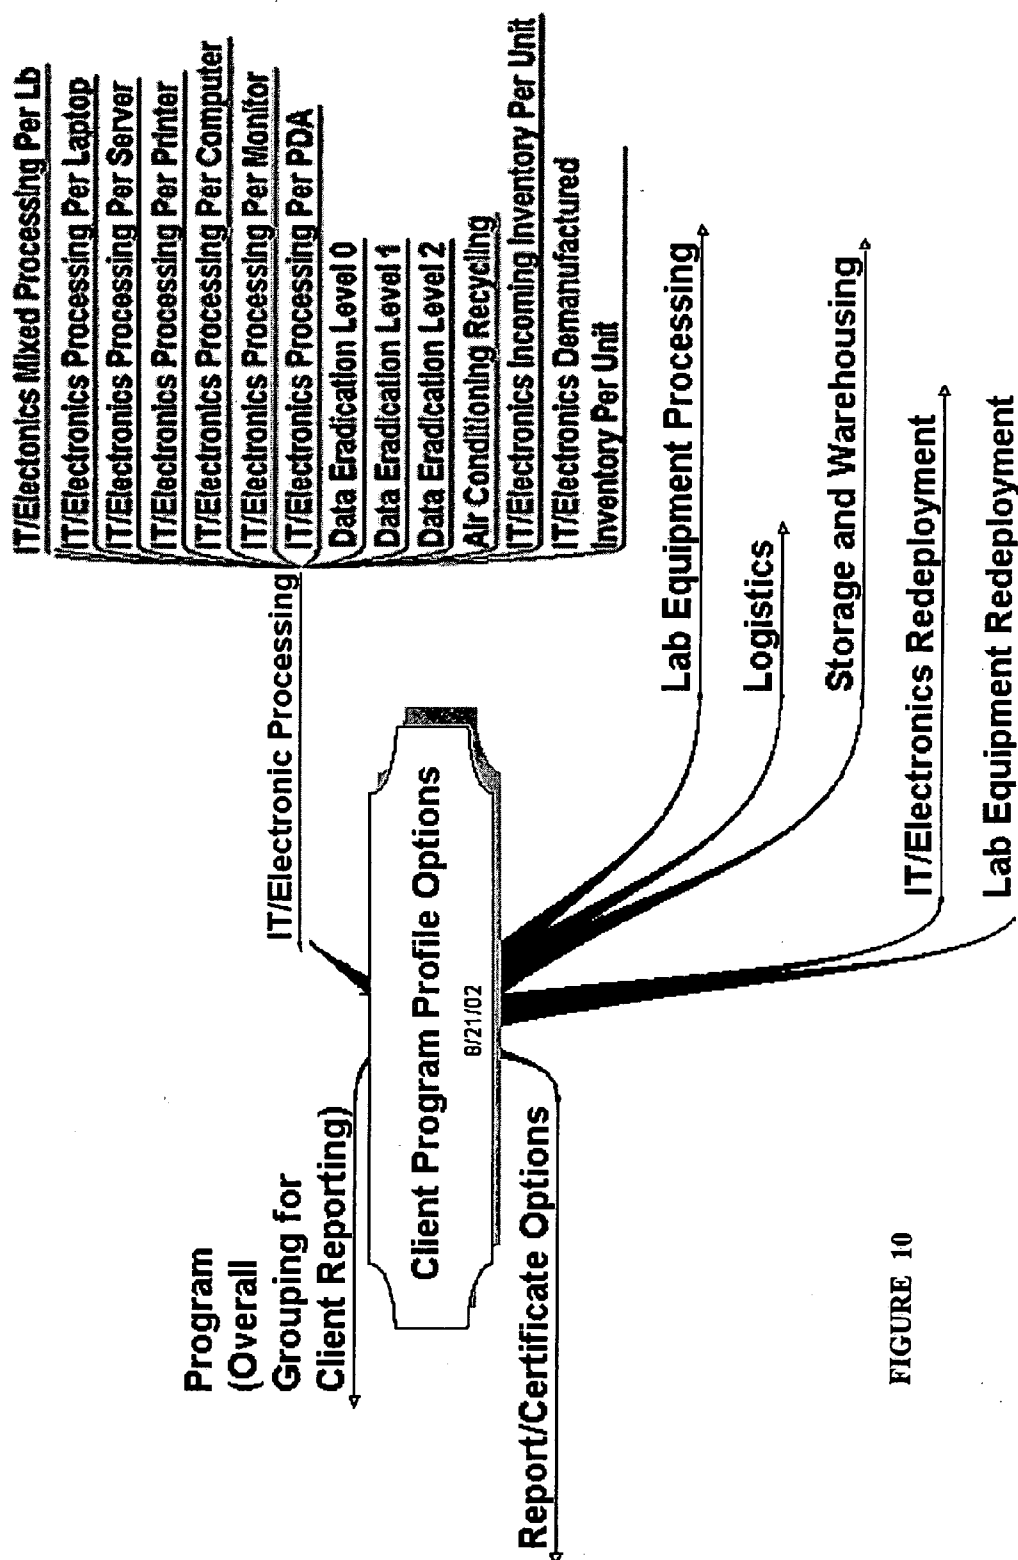 IT/Electonics Mixed Processing Per Lb
IT/Electronics Processing Per Laptop
IT/Electronics Processing Per Server
IT/Electronics Processing Per Printer
IT/Electronics Processing Per Computer
IT/Electronics Processing Per Monitor
IT/Electronics Processing Per PDA
Data Eradication Level 0
Data Eradication Level 1
Data Eradication Level 2
Air Conditioning Recycling
IT/Electronics Incoming Inventory Per Unit
IT/Electronics Demanufactured
Inventory Per Unit
IT/Electronic Processing
Program
(Overall
Grouping for
Client Reporting)
Client Program Profile Options
8/21/02
Report/Certificate Options
Lab Equipment Processing
Logistics
Storage and Warehousing
IT/Electronics Redeployment
Lab Equipment Redeployment
FIGURE 10